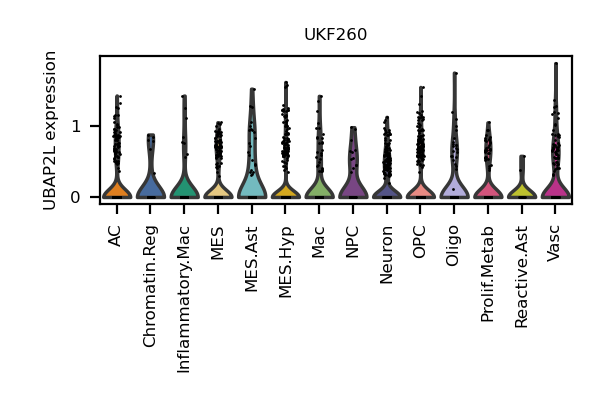 UKF260
UBAP2L expression
1
0
AC
Chromatin.Reg
Inflammatory.Mac
MES
MES.Ast
MES.Hyp
Mac
NPC
Neuron
OPC
Oligo
Prolif.Metab
Reactive.Ast
Vasc